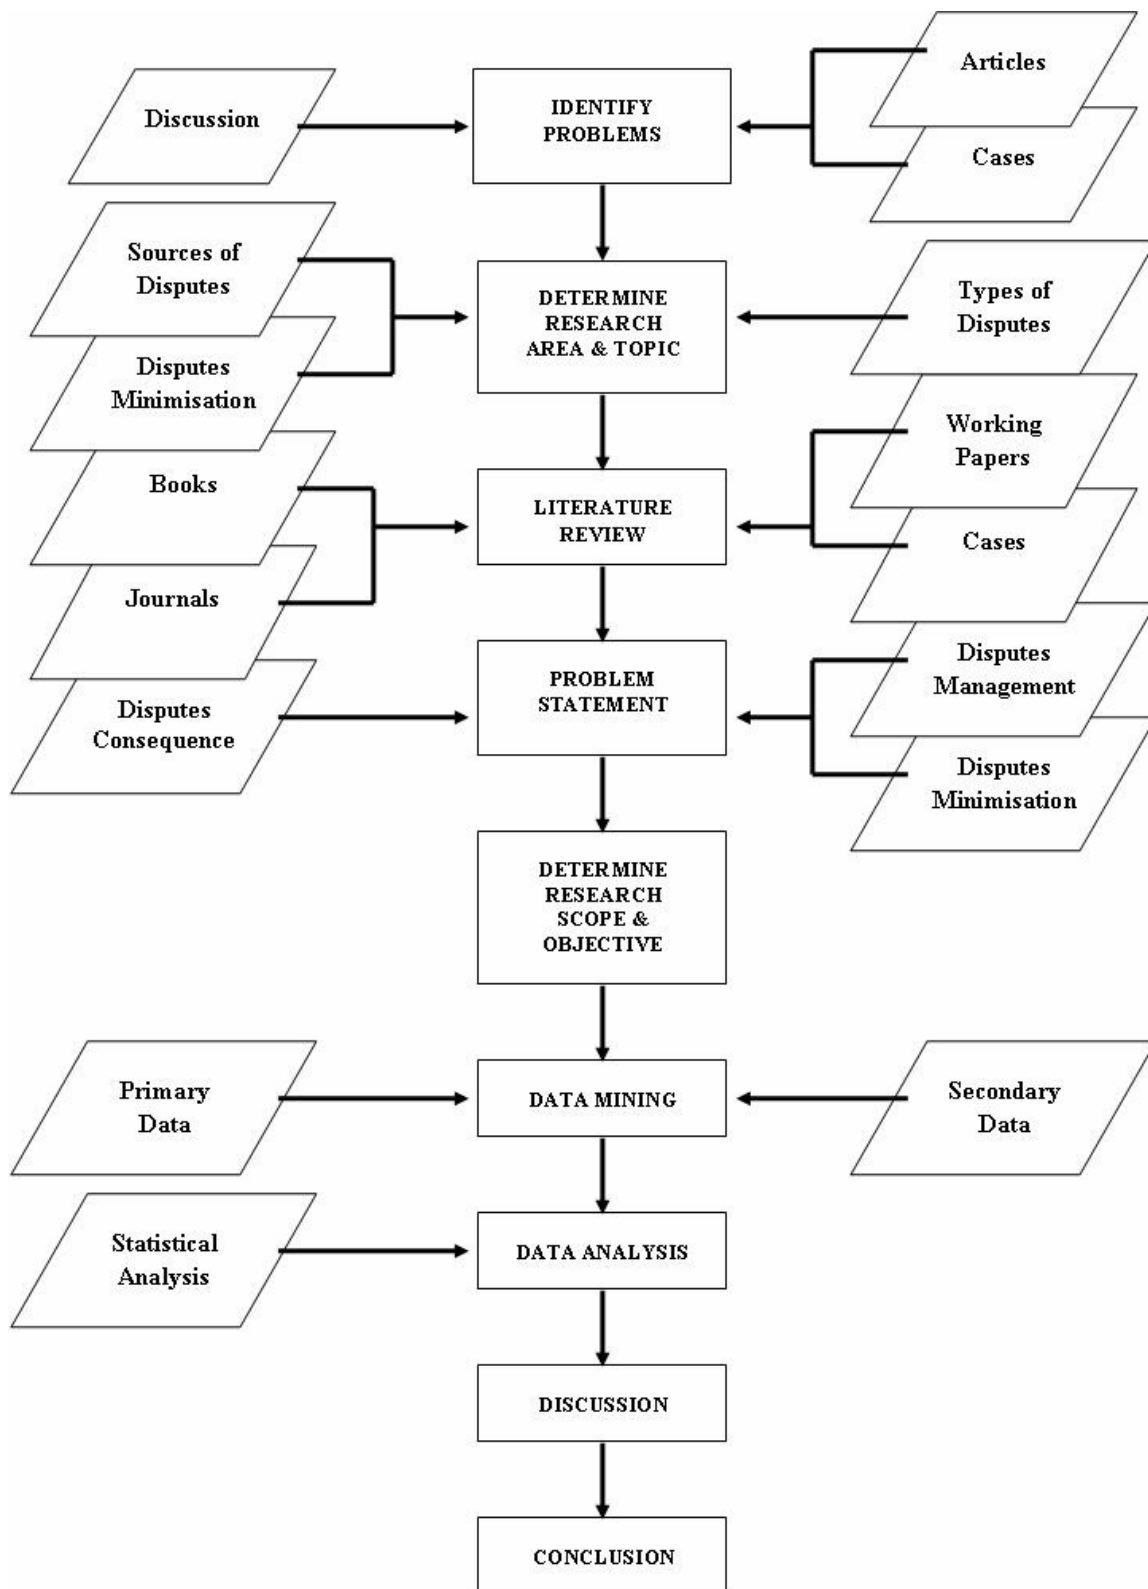 Articles
IDENTIFY
PROBLEMS
Discussion
Cases
Sources of
Disputes
DETERMINE
RESEARCH
AREA & TOPIC
Types of
Disputes
Disputes
Minimisation
Working
Papers
Books
LITERATURE
REVIEW
Cases
Journals
PROBLEM
STATEMENT
Disputes
Management
Disputes
Consequence
Disputes
Minimisation
DETERMINE
RESEARCH
SCOPE &
OBJECTIVE
Primary
Data
DATA MINING
Secondary
Data
Statistical
Analysis
DATA ANALYSIS
DISCUSSION
CONCLUSION